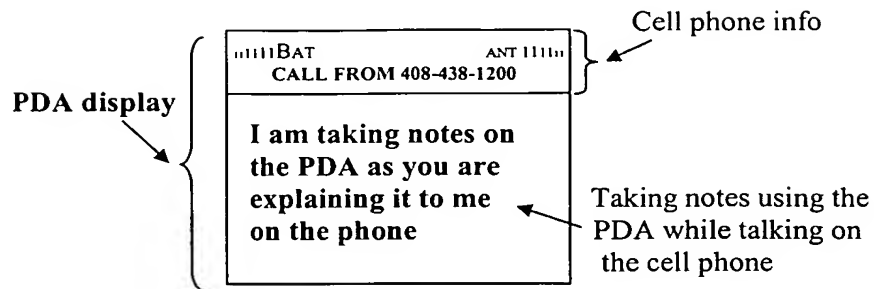 Cell phone info
ıııııBAT ANT ııııı
CALL FROM 408-438-1200
PDA display
I am taking notes on
the PDA as you are
explaining it to me
on the phone
Taking notes using the
PDA while talking on
the cell phone